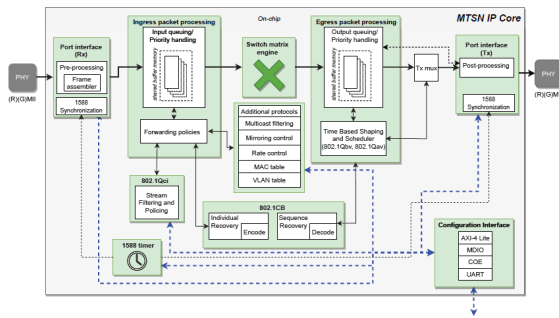 MTSN IP Core
On-chip
Ingress packet processing
Egress packet processing
Port interface
(Rx)
Pre-processing
Frame
assembler
1588
Synchronization
PHY
(R)(G)MII
Input queuing/
Priority handling
shared buffer memory
Forwarding policies
Switch matrix
engine
Output queuing/
Priority handling
shared buffer memory
Time Based Shaping
and Scheduler
(802.1Qbv, 802.1Qav)
Tx mux
Port interface
(Tx)
Post-processing
1588
Synchronization
PHY
(R)(G)M
Additional protocols
Multicast filtering
Mirroring control
Rate control
MAC table
VLAN table
802.1Qci
Stream
Filtering and
Policing
802.1CB
Individual
Recovery
Encode
Sequence
Recovery
Decode
1588 timer
Configuration Interface
AXI-4 Lite
MDIO
COE
UART